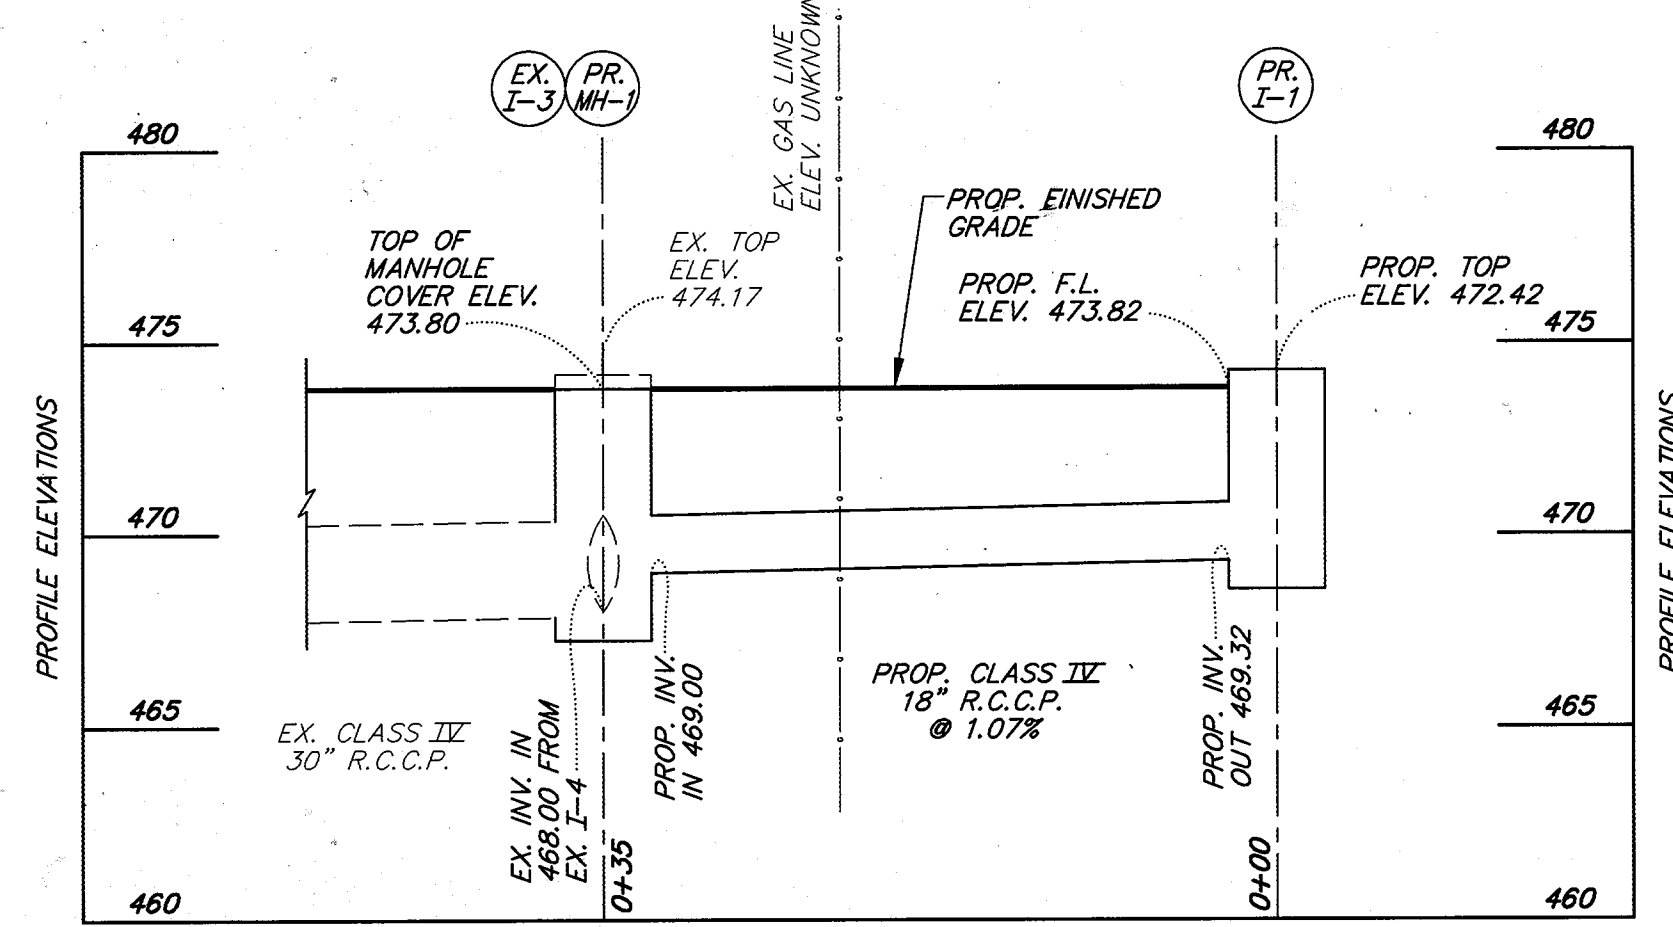 EX.
I-3
PR.
MH-1
EX. GAS LINE
ELEV. UNKNOWN
PR.
I-1
480
480
PROP. FINISHED
GRADE
TOP OF
MANHOLE
COVER ELEV.
473.80
EX. TOP
ELEV.
474.17
PROP. F.L.
ELEV. 473.82
PROP. TOP
ELEV. 472.42
475
475
PROFILE ELEVATIONS
PROFILE ELEVATIONS
470
470
465
465
EX. CLASS IV
30" R.C.C.P.
EX. INV. IN
468.00 FROM
EX. I-4
0+35
PROP. INV.
IN 469.00
PROP. CLASS IV
18" R.C.C.P.
@ 1.07%
PROP. INV.
OUT 469.32
0+00
460
460